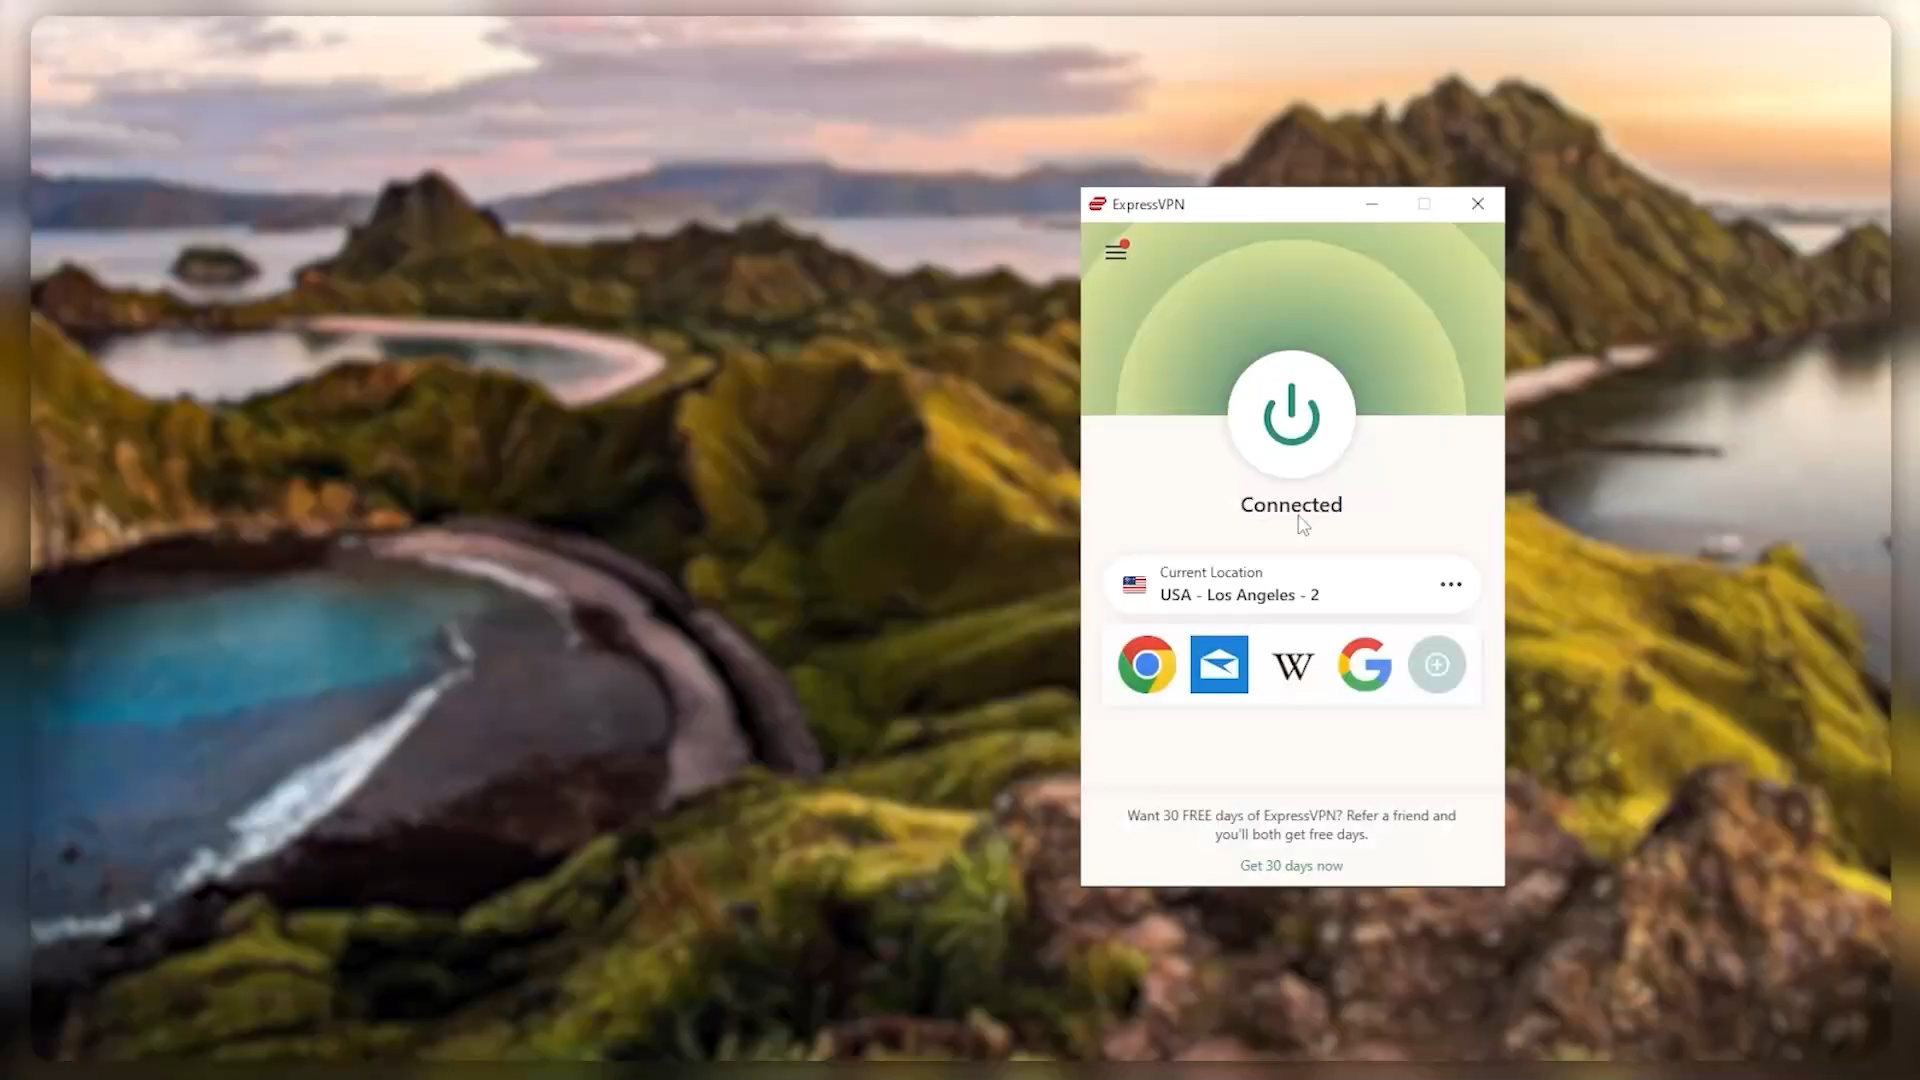 ExpressVPN
Connected
Current Location
USA - Los Angeles - 2
W
Want 30 FREE days of ExpressVPN? Refer a friend and
you'll both get free days.
Get 30 days now